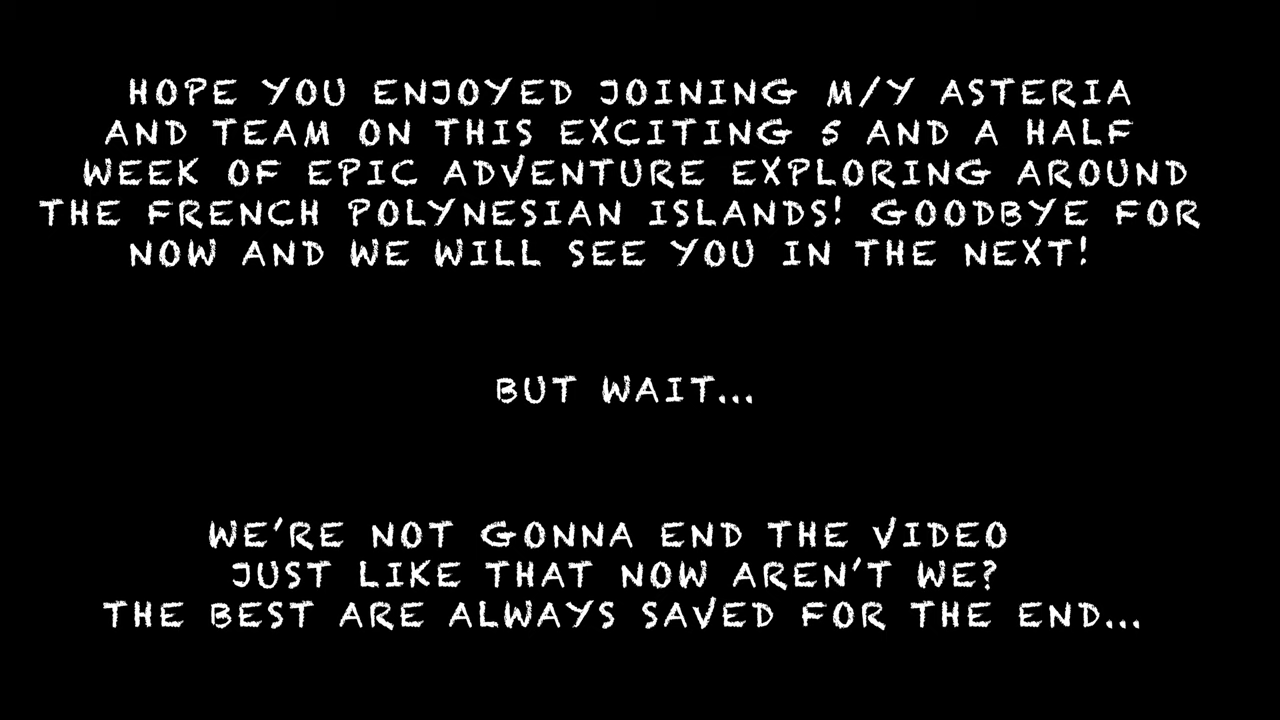 HOPE YOU ENJOYED JOINING M/Y ASTERIA
AND TEAM ON THIS EXCITING 5 AND A HALF
WEEK OF EPIC ADVENTURE EXPLORING AROUND
THE FRENCH POLYNESIAN ISLANDS! GOODBYE FOR
NOW AND WE WILL SEE YOU IN THE NEXT!
BUT WAIT...
WE'RE NOT GONNA END THE VIDEO
JUST LIKE THAT NOW AREN'T WE?
THE BEST ARE ALWAYS SAVED FOR THE END...